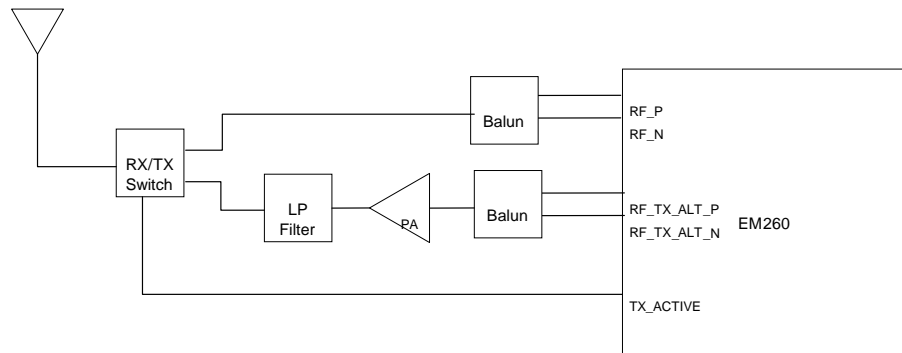 Balun
RF_P
RF_N
RX/TX
Switch
LP
Filter
PA
Balun
RF_TX_ALT_P
RF_TX_ALT_N
EM260
TX_ACTIVE